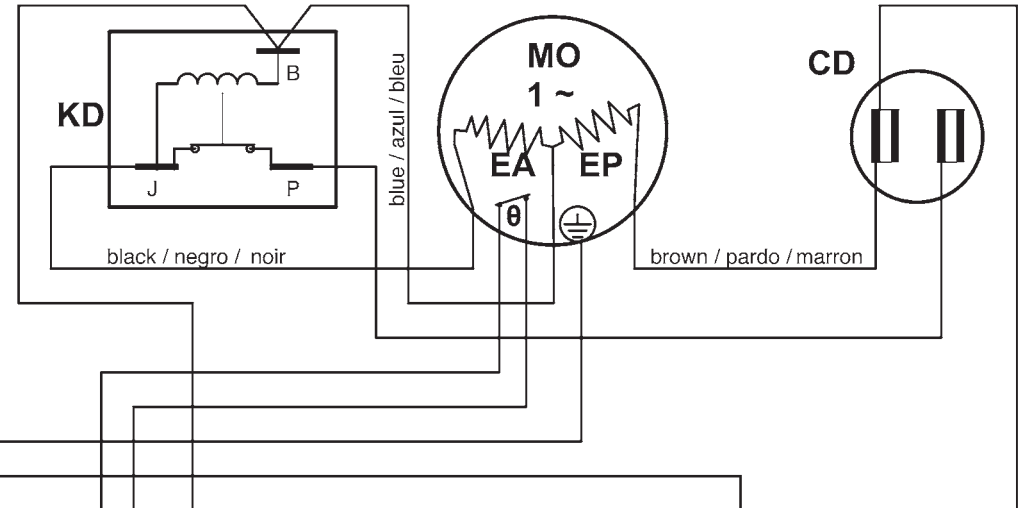 KD
B
J
P
black / negro / noir
blue / azul / bleu
MO
1 ~
EA
EP
θ
brown / pardo / marron
CD